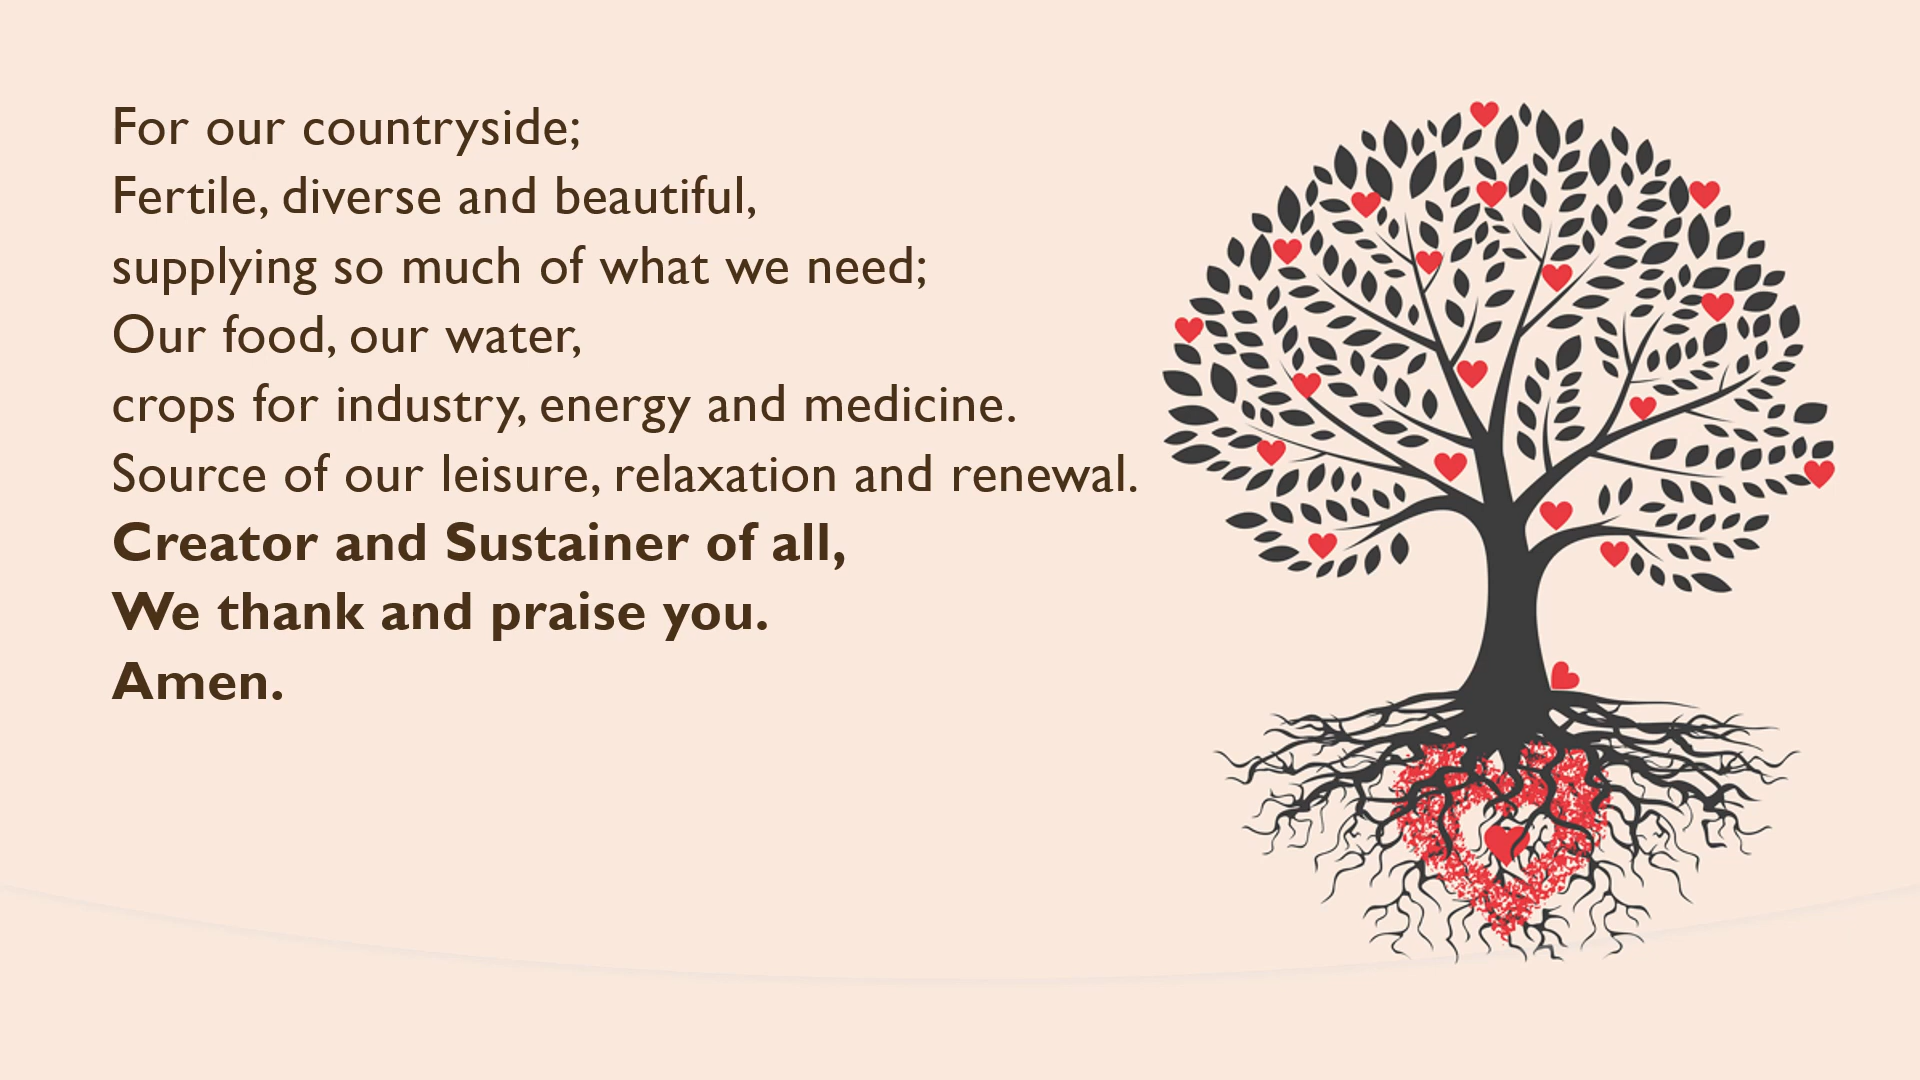 For our countryside;
Fertile, diverse and beautiful,
supplying so much of what we need;
Our food, our water,
crops for industry, energy and medicine.
Source of our leisure, relaxation and renewal.
Creator and Sustainer of all,
We thank and praise you.
Amen.